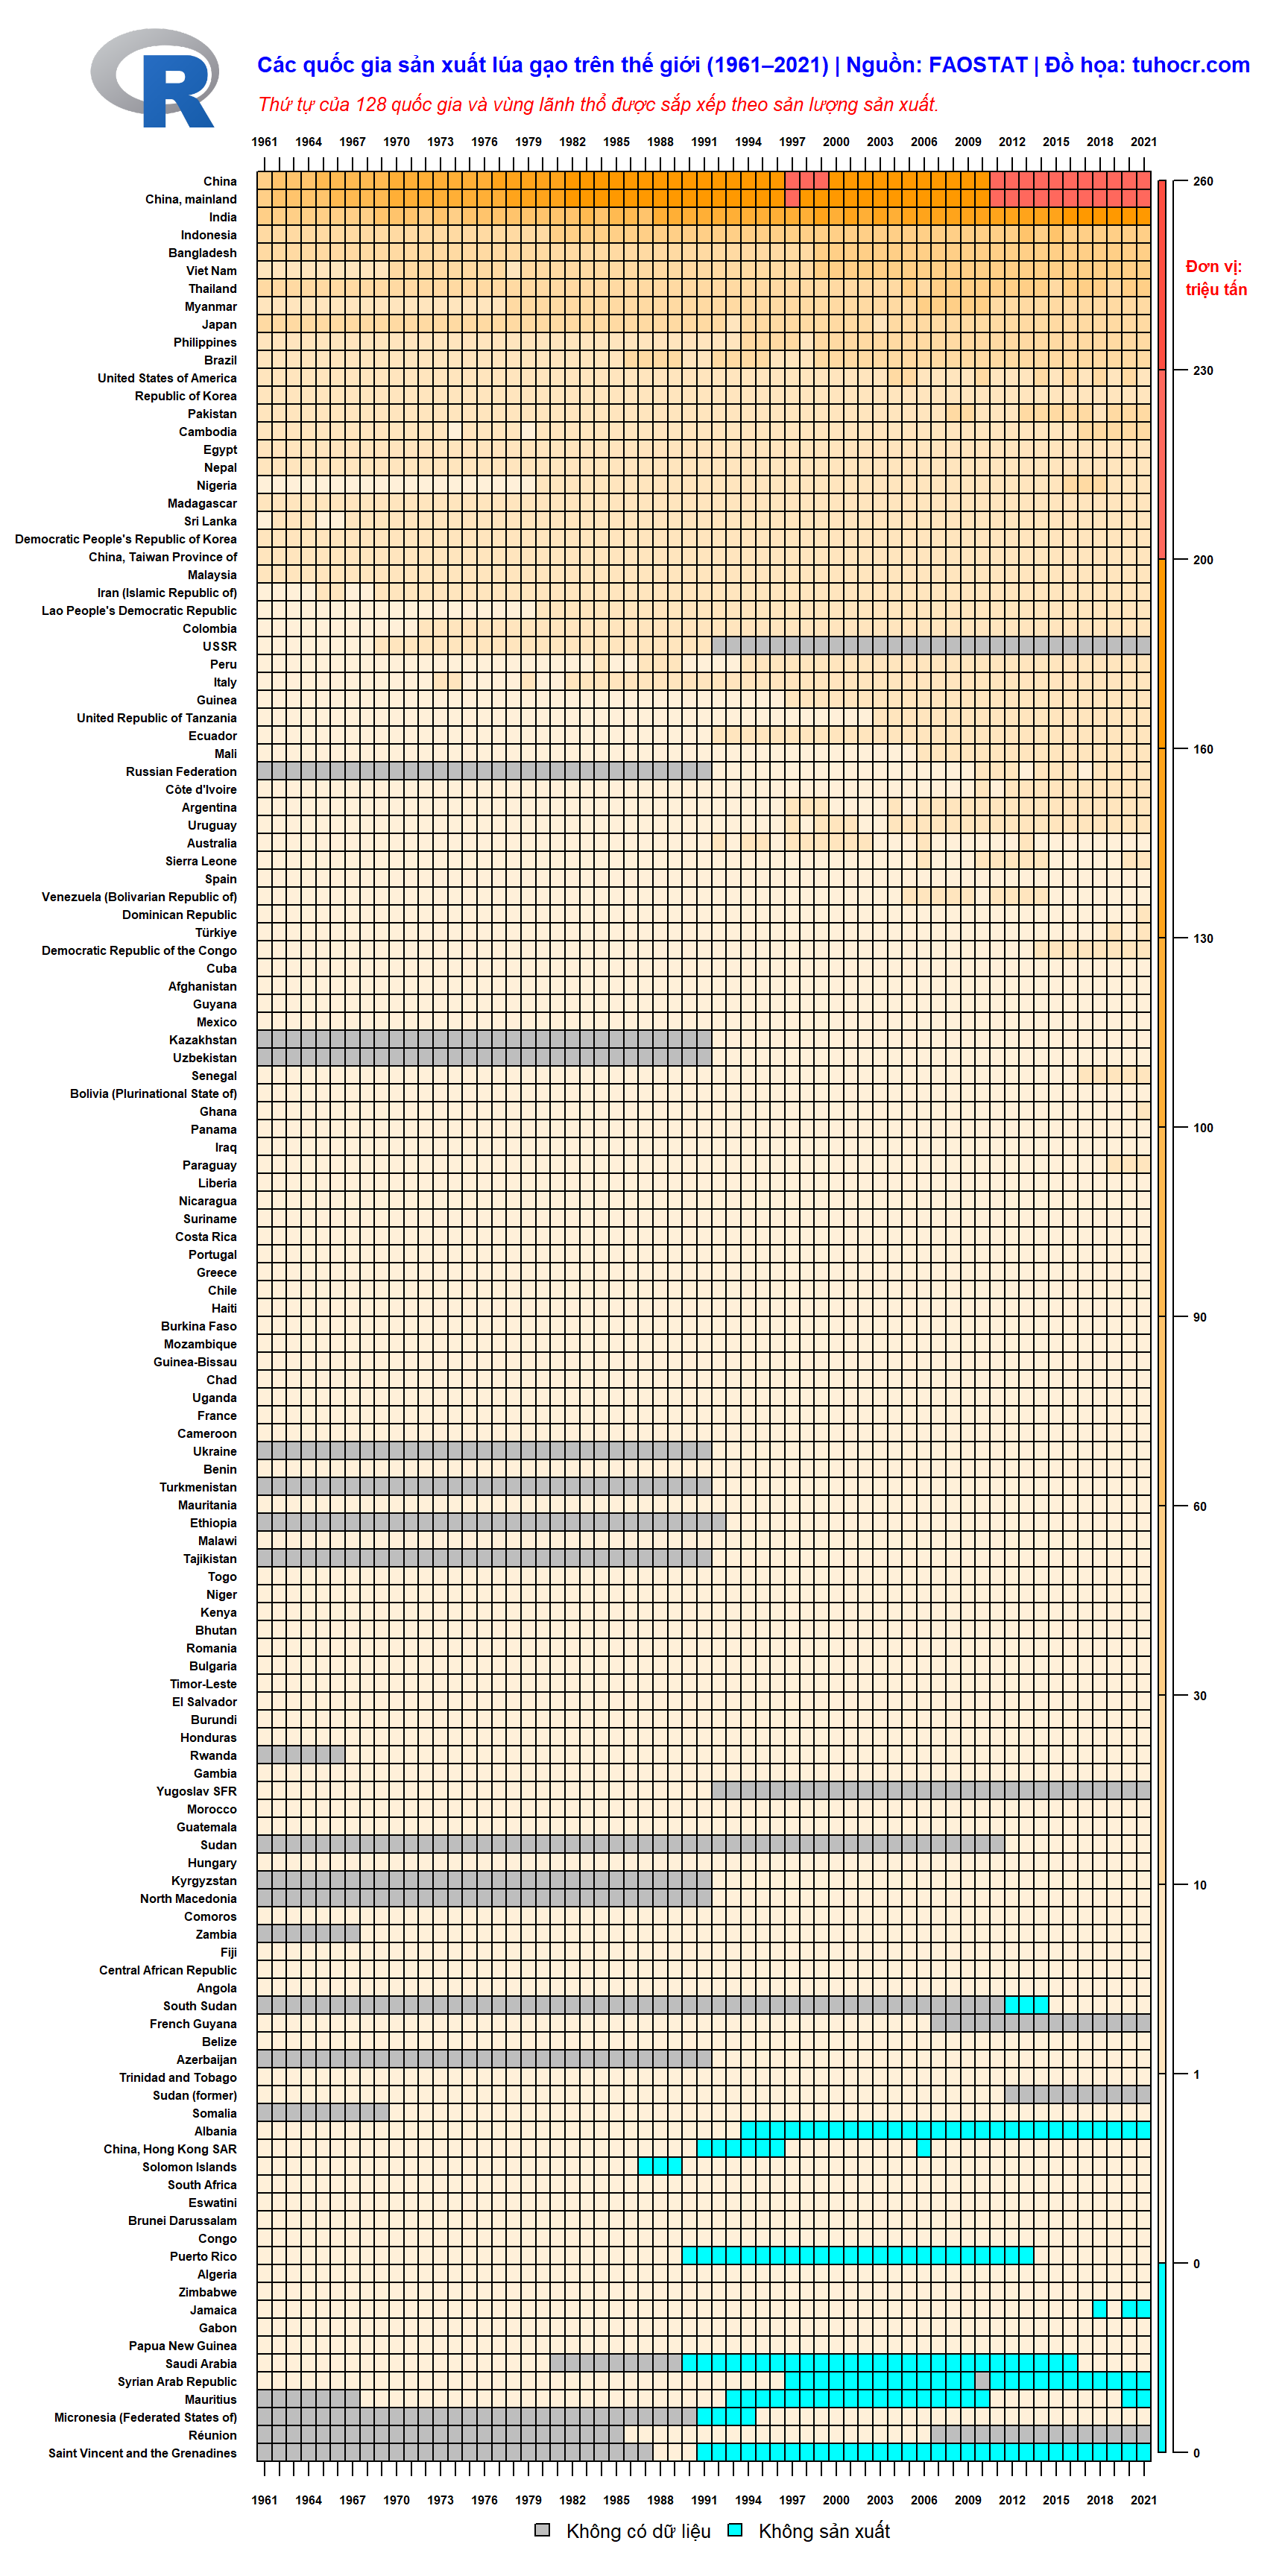 R
Các quốc gia sản xuất lúa gạo trên thế giới (1961–2021) | Nguồn: FAOSTAT | Đồ họa: tuhocr.com
Thứ tự của 128 quốc gia và vùng lãnh thổ được sắp xếp theo sản lượng sản xuất.
1961 1964 1967 1970 1973 1976 1979 1982 1985 1988 1991 1994 1997 2000 2003 2006 2009 2012 2015 2018 2021
China
China, mainland
India
Indonesia
Bangladesh
Viet Nam
Thailand
Myanmar
Japan
Philippines
Brazil
United States of America
Republic of Korea
Pakistan
Cambodia
Egypt
Nepal
Nigeria
Madagascar
Sri Lanka
Democratic People's Republic of Korea
China, Taiwan Province of
Malaysia
Iran (Islamic Republic of)
Lao People's Democratic Republic
Colombia
USSR
Peru
Italy
Guinea
United Republic of Tanzania
Ecuador
Mali
Russian Federation
Côte d'Ivoire
Argentina
Uruguay
Australia
Sierra Leone
Spain
Venezuela (Bolivarian Republic of)
Dominican Republic
Türkiye
Democratic Republic of the Congo
Cuba
Afghanistan
Guyana
Mexico
Kazakhstan
Uzbekistan
Senegal
Bolivia (Plurinational State of)
Ghana
Panama
Iraq
Paraguay
Liberia
Nicaragua
Suriname
Costa Rica
Portugal
Greece
Chile
Haiti
Burkina Faso
Mozambique
Guinea-Bissau
Chad
Uganda
France
Cameroon
Ukraine
Benin
Turkmenistan
Mauritania
Ethiopia
Malawi
Tajikistan
Togo
Niger
Kenya
Bhutan
Romania
Bulgaria
Timor-Leste
El Salvador
Burundi
Honduras
Rwanda
Gambia
Yugoslav SFR
Morocco
Guatemala
Sudan
Hungary
Kyrgyzstan
North Macedonia
Comoros
Zambia
Fiji
Central African Republic
Angola
South Sudan
French Guyana
Belize
Azerbaijan
Trinidad and Tobago
Sudan (former)
Somalia
Albania
China, Hong Kong SAR
Solomon Islands
South Africa
Eswatini
Brunei Darussalam
Congo
Puerto Rico
Algeria
Zimbabwe
Jamaica
Gabon
Papua New Guinea
Saudi Arabia
Syrian Arab Republic
Mauritius
Micronesia (Federated States of)
Réunion
Saint Vincent and the Grenadines
260
Đơn vị:
triệu tấn
230
200
160
130
100
90
60
30
10
1
0
0
1961 1964 1967 1970 1973 1976 1979 1982 1985 1988 1991 1994 1997 2000 2003 2006 2009 2012 2015 2018 2021
Không có dữ liệu Không sản xuất